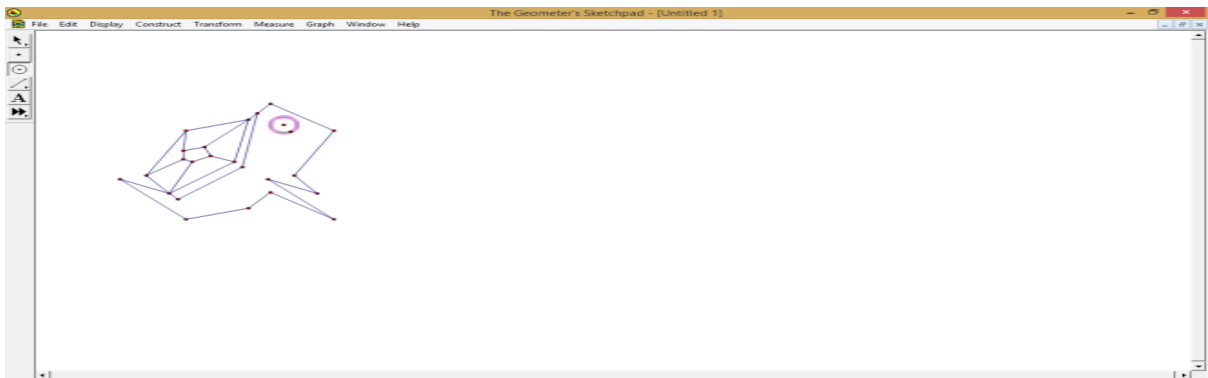 The Geometer's Sketchpad - [Untitled 1]
File Edit Display Construct Transform Measure Graph Window Help
A